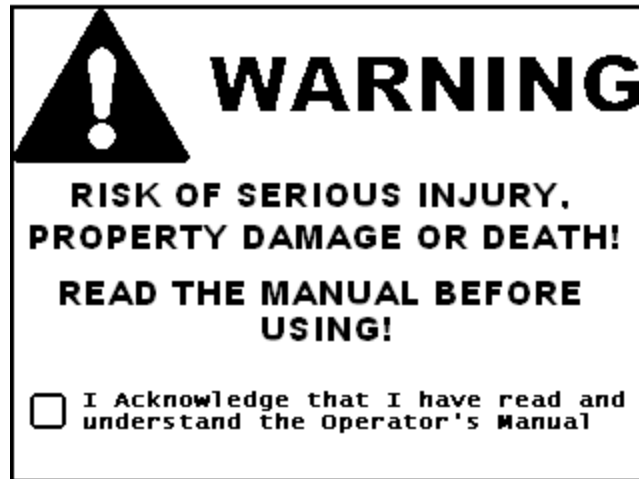 WARNING
RISK OF SERIOUS INJURY,
PROPERTY DAMAGE OR DEATH!
READ THE MANUAL BEFORE
USING!
I Acknowledge that I have read and
understand the Operator's Manual